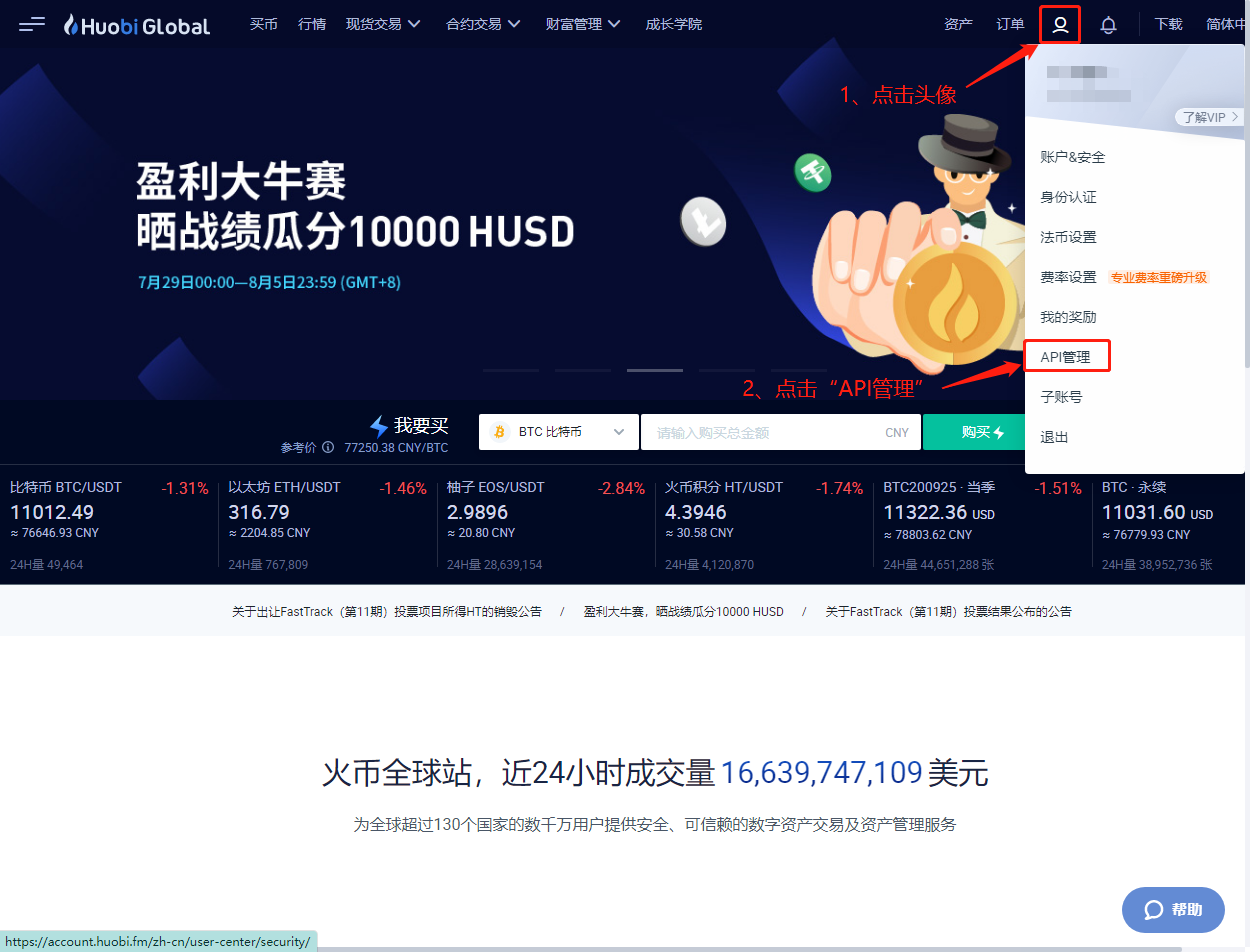 Huobi Global 买币 行情 现货交易 合约交易 财富管理 成长学院 资产 订单 下载 简体中
1、点击头像
了解VIP
盈利大牛赛
晒战绩瓜分10000 HUSD
7月29日00:00—8月5日23:59 (GMT+8)
账户&安全
身份认证
法币设置
费率设置 专业费率重磅升级
我的奖励
API管理
子账号
退出
2、点击“API管理”
我要买
参考价 77250.38 CNY/BTC
BTC 比特币
请输入购买总金额 CNY
购买
比特币 BTC/USDT -1.31%
11012.49
≈ 76646.93 CNY
24H量 49,464
以太坊 ETH/USDT -1.46%
316.79
≈ 2204.85 CNY
24H量 767,809
柚子 EOS/USDT -2.84%
2.9896
≈ 20.80 CNY
24H量 28,639,154
火币积分 HT/USDT -1.74%
4.3946
≈ 30.58 CNY
24H量 4,120,870
BTC200925 · 当季 -1.51%
11322.36 USD
≈ 78803.62 CNY
24H量 44,651,288 张
BTC · 永续
11031.60 USD
≈ 76779.93 CNY
24H量 38,952,736 张
关于出让FastTrack（第11期）投票项目所得HT的销毁公告 / 盈利大牛赛，晒战绩瓜分10000 HUSD / 关于FastTrack（第11期）投票结果公布的公告
火币全球站，近24小时成交量 16,639,747,109 美元
为全球超过130个国家的数千万用户提供安全、可信赖的数字资产交易及资产管理服务
帮助
https://account.huobi.fm/zh-cn/user-center/security/